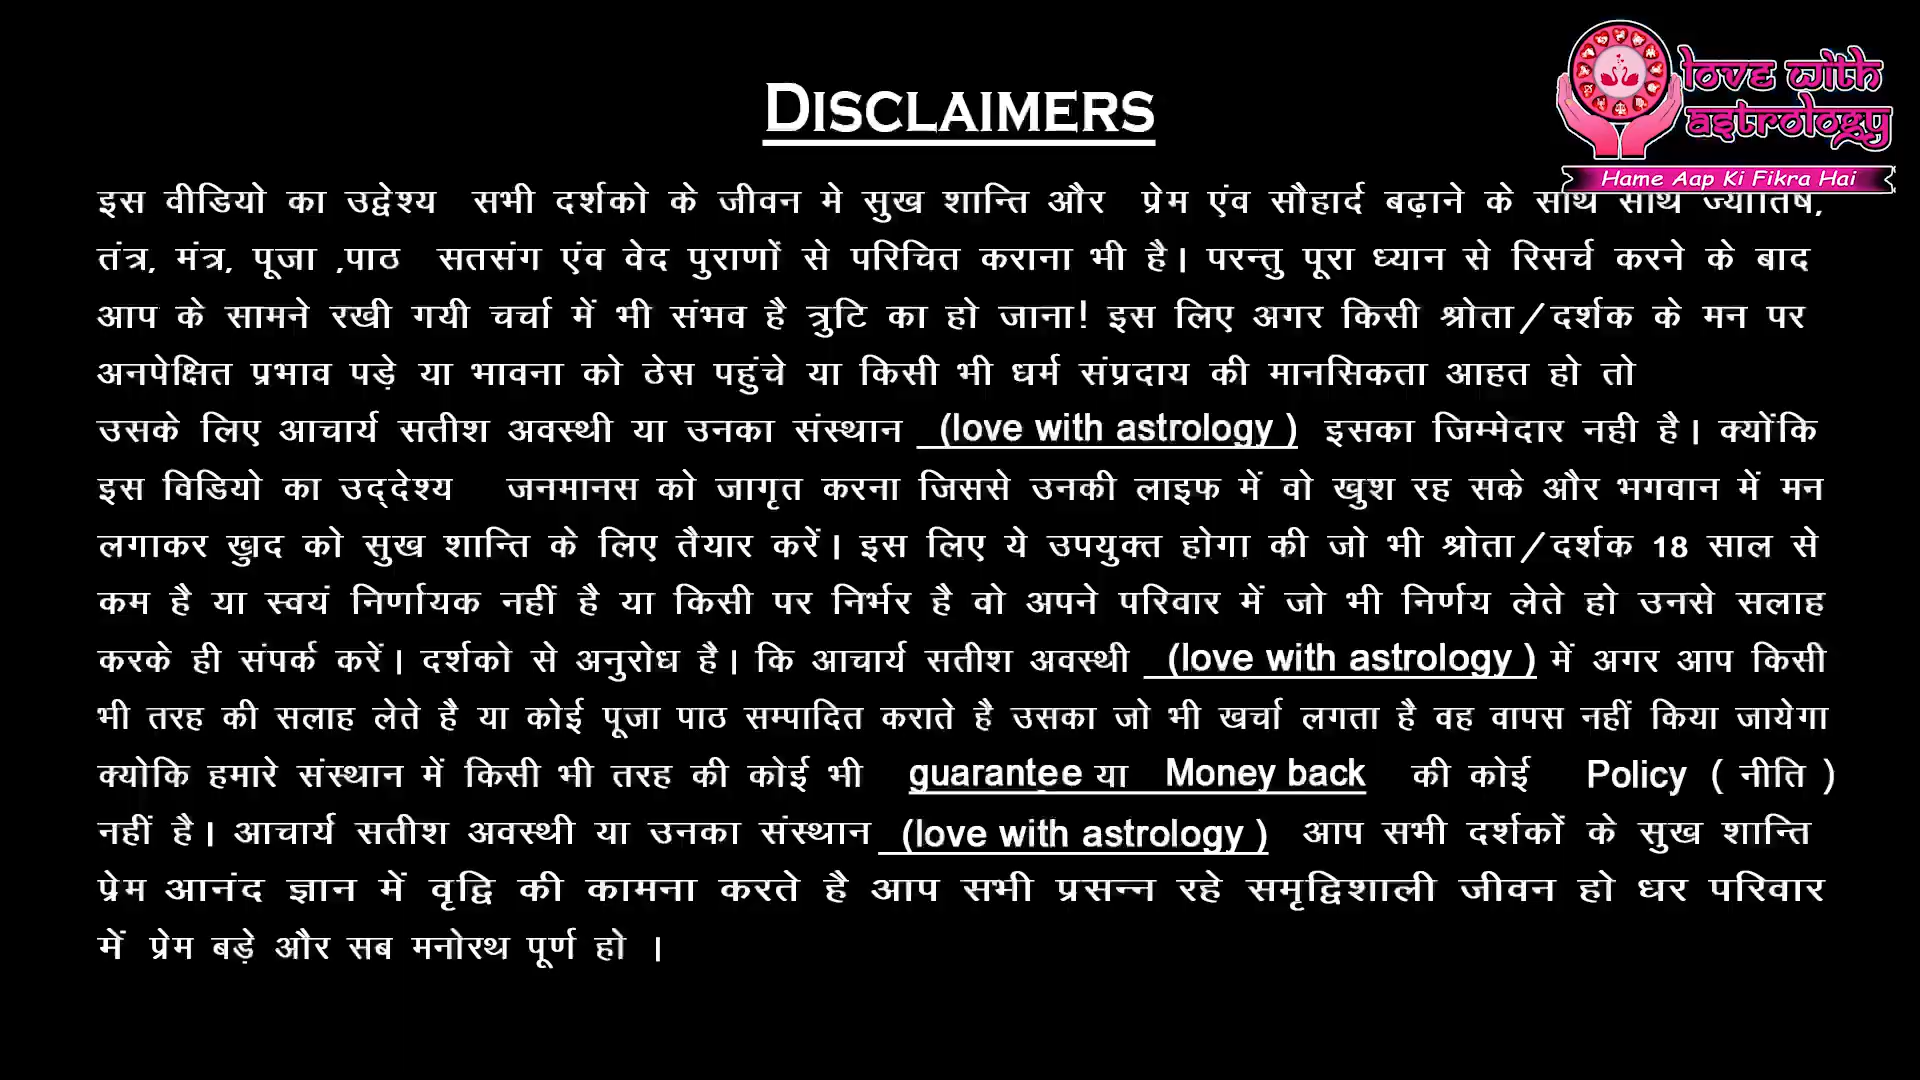 love with
astrology
Hame Aap Ki Fikra Hai
DISCLAIMERS
इस वीडियो का उद्वेश्य सभी दर्शको के जीवन मे सुख शान्ति और प्रेम एंव सौहार्द बढ़ाने के साथ साथ ज्योतिष,
तंत्र, मंत्र, पूजा ,पाठ सतसंग एंव वेद पुराणों से परिचित कराना भी है। परन्तु पूरा ध्यान से रिसर्च करने के बाद
आप के सामने रखी गयी चर्चा में भी संभव है त्रुटि का हो जाना! इस लिए अगर किसी श्रोता/दर्शक के मन पर
अनपेक्षित प्रभाव पड़े या भावना को ठेस पहुंचे या किसी भी धर्म संप्रदाय की मानसिकता आहत हो तो
उसके लिए आचार्य सतीश अवस्थी या उनका संस्थान (love with astrology ) इसका जिम्मेदार नही है। क्योंकि
इस विडियो का उद्‌देश्य जनमानस को जागृत करना जिससे उनकी लाइफ में वो खुश रह सके और भगवान में मन
लगाकर खुद को सुख शान्ति के लिए तैयार करें। इस लिए ये उपयुक्त होगा की जो भी श्रोता/दर्शक 18 साल से
कम है या स्वयं निर्णायक नहीं है या किसी पर निर्भर है वो अपने परिवार में जो भी निर्णय लेते हो उनसे सलाह
करके ही संपर्क करें। दर्शको से अनुरोध है। कि आचार्य सतीश अवस्थी (love with astrology ) में अगर आप किसी
भी तरह की सलाह लेते है या कोई पूजा पाठ सम्पादित कराते है उसका जो भी खर्चा लगता है वह वापस नहीं किया जायेगा
क्योकि हमारे संस्थान में किसी भी तरह की कोई भी guarantee या Money back की कोई Policy ( नीति )
नहीं है। आचार्य सतीश अवस्थी या उनका संस्थान (love with astrology ) आप सभी दर्शकों के सुख शान्ति
प्रेम आनंद ज्ञान में वृद्वि की कामना करते है आप सभी प्रसन्न रहे समृद्विशाली जीवन हो धर परिवार
में प्रेम बड़े और सब मनोरथ पूर्ण हो ।